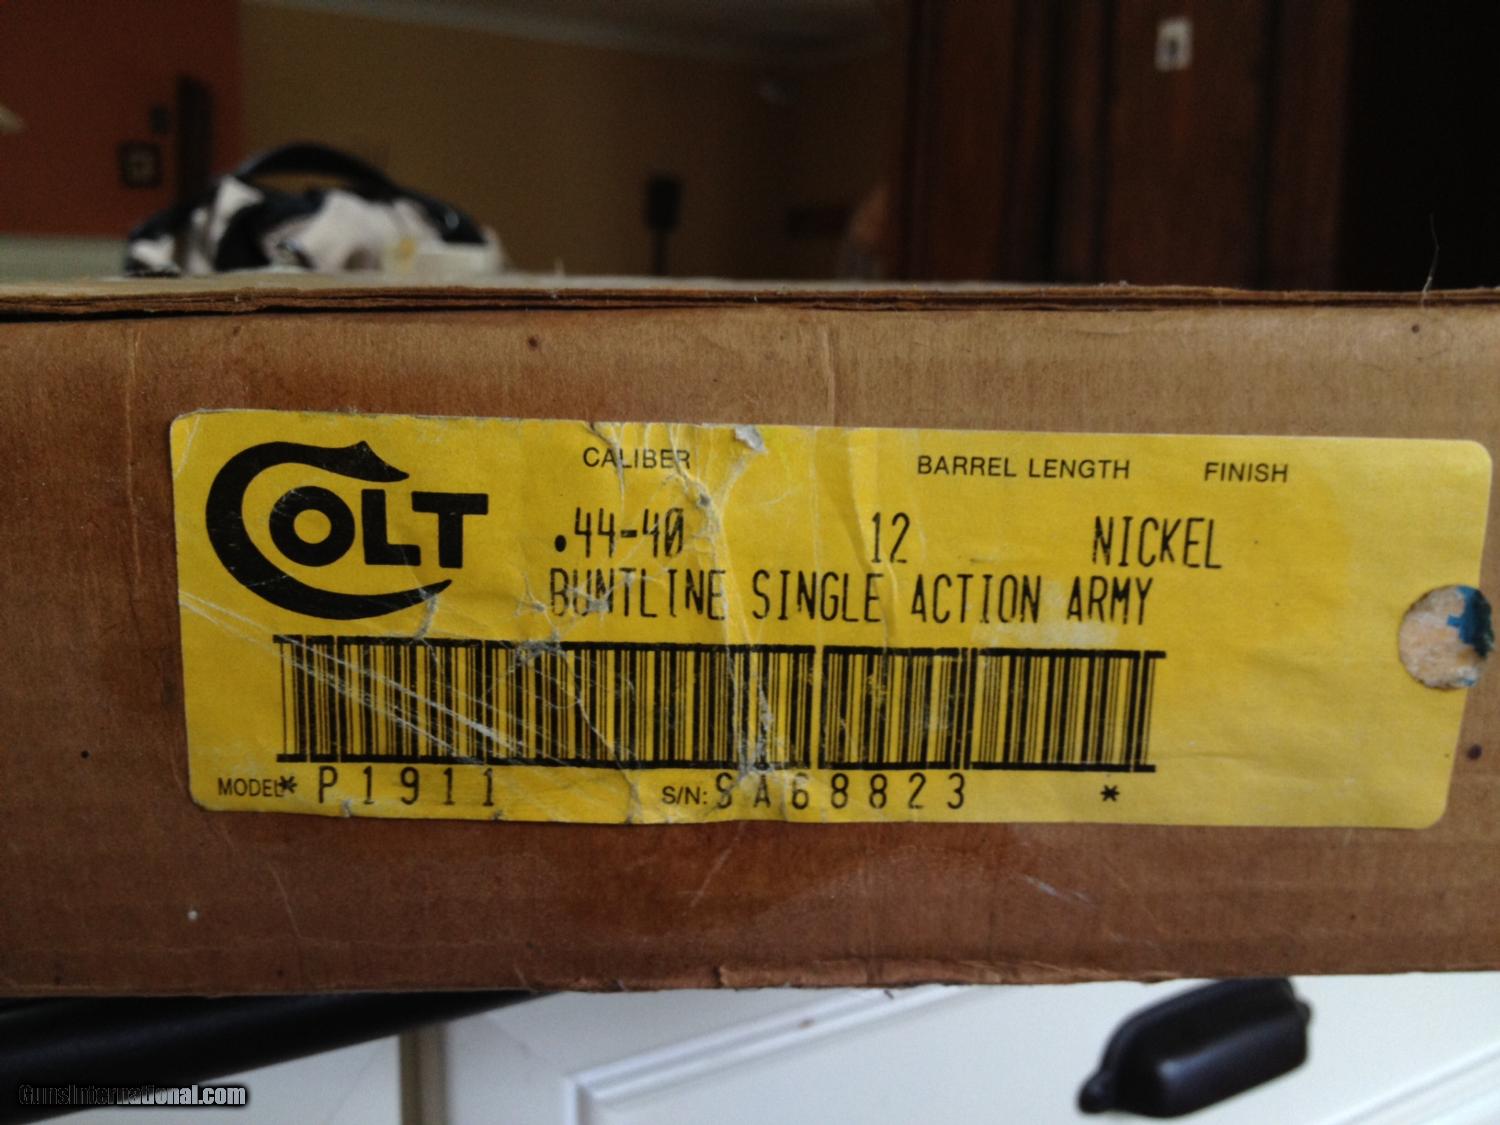 COLT
CALIBER BARREL LENGTH FINISH
.44-40 12 NICKEL
BUNTLINE SINGLE ACTION ARMY
MODEL* P1911 S/N: SA68823 *
GunsInternational.com